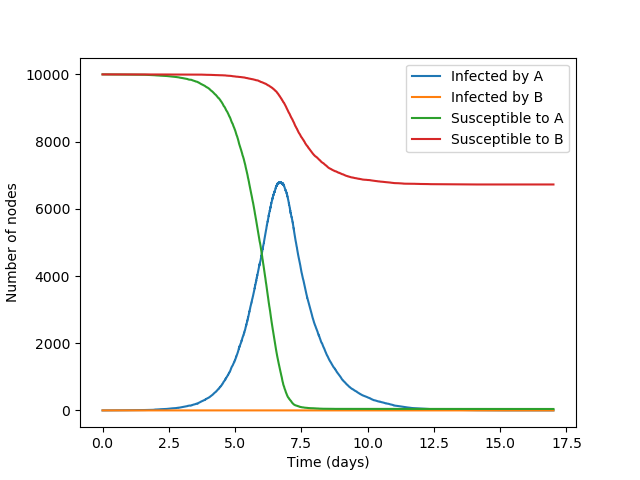 10000
8000
6000
4000
2000
0
Number of nodes
Infected by A
Infected by B
Susceptible to A
Susceptible to B
0.0 2.5 5.0 7.5 10.0 12.5 15.0 17.5
Time (days)